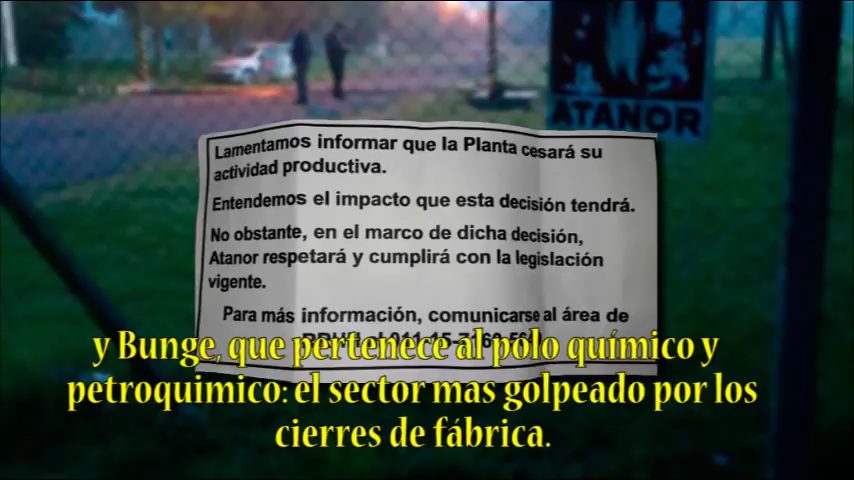 ATANOR
Lamentamos informar que la Planta cesará su
actividad productiva.
Entendemos el impacto que esta decisión tendrá.
No obstante, en el marco de dicha decisión,
Atanor respetará y cumplirá con la legislación
vigente.
Para más información, comunicarse al área de
y Bunge, que pertenece al polo químico y
petroquimico: el sector mas golpeado por los
cierres de fábrica.